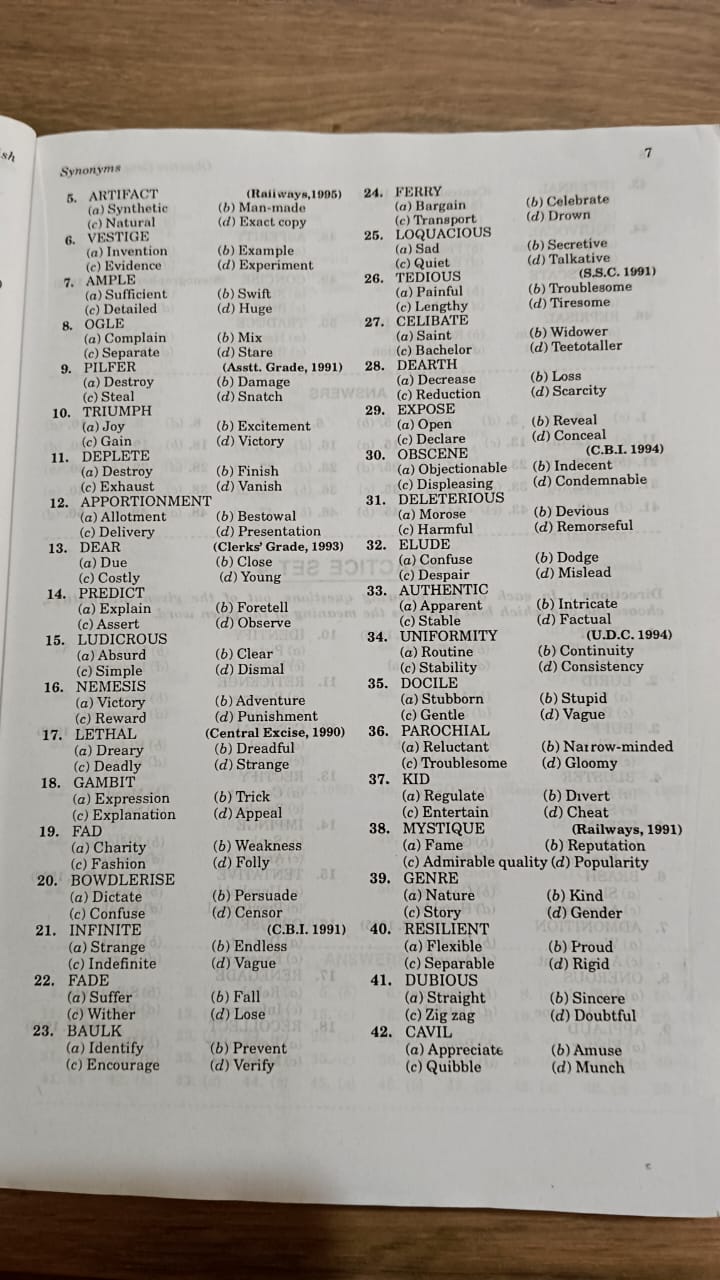 sh
Synonyms
7
5. ARTIFACT (Railways,1995)
(a) Synthetic (b) Man-made
(c) Natural (d) Exact copy
6. VESTIGE
(a) Invention (b) Example
(c) Evidence (d) Experiment
7. AMPLE
(a) Sufficient (b) Swift
(c) Detailed (d) Huge
8. OGLE
(a) Complain (b) Mix
(c) Separate (d) Stare
9. PILFER (Asstt. Grade, 1991)
(a) Destroy (b) Damage
(c) Steal (d) Snatch
10. TRIUMPH
(a) Joy (b) Excitement
(c) Gain (d) Victory
11. DEPLETE
(a) Destroy (b) Finish
(c) Exhaust (d) Vanish
12. APPORTIONMENT
(a) Allotment (b) Bestowal
(c) Delivery (d) Presentation
13. DEAR (Clerks' Grade, 1993)
(a) Due (b) Close
(c) Costly (d) Young
14. PREDICT
(a) Explain (b) Foretell
(c) Assert (d) Observe
15. LUDICROUS
(a) Absurd (b) Clear
(c) Simple (d) Dismal
16. NEMESIS
(a) Victory (b) Adventure
(c) Reward (d) Punishment
17. LETHAL (Central Excise, 1990)
(a) Dreary (b) Dreadful
(c) Deadly (d) Strange
18. GAMBIT
(a) Expression (b) Trick
(c) Explanation (d) Appeal
19. FAD
(a) Charity (b) Weakness
(c) Fashion (d) Folly
20. BOWDLERISE
(a) Dictate (b) Persuade
(c) Confuse (d) Censor
21. INFINITE (C.B.I. 1991)
(a) Strange (b) Endless
(c) Indefinite (d) Vague
22. FADE
(a) Suffer (b) Fall
(c) Wither (d) Lose
23. BAULK
(a) Identify (b) Prevent
(c) Encourage (d) Verify
24. FERRY
(a) Bargain (b) Celebrate
(c) Transport (d) Drown
25. LOQUACIOUS
(a) Sad (b) Secretive
(c) Quiet (d) Talkative
26. TEDIOUS (S.S.C. 1991)
(a) Painful (b) Troublesome
(c) Lengthy (d) Tiresome
27. CELIBATE
(a) Saint (b) Widower
(c) Bachelor (d) Teetotaller
28. DEARTH
(a) Decrease (b) Loss
(c) Reduction (d) Scarcity
29. EXPOSE
(a) Open (b) Reveal
(c) Declare (d) Conceal
30. OBSCENE (C.B.I. 1994)
(a) Objectionable (b) Indecent
(c) Displeasing (d) Condemnable
31. DELETERIOUS
(a) Morose (b) Devious
(c) Harmful (d) Remorseful
32. ELUDE
(a) Confuse (b) Dodge
(c) Despair (d) Mislead
33. AUTHENTIC
(a) Apparent (b) Intricate
(c) Stable (d) Factual
34. UNIFORMITY (U.D.C. 1994)
(a) Routine (b) Continuity
(c) Stability (d) Consistency
35. DOCILE
(a) Stubborn (b) Stupid
(c) Gentle (d) Vague
36. PAROCHIAL
(a) Reluctant (b) Narrow-minded
(c) Troublesome (d) Gloomy
37. KID
(a) Regulate (b) Divert
(c) Entertain (d) Cheat
38. MYSTIQUE (Railways, 1991)
(a) Fame (b) Reputation
(c) Admirable quality (d) Popularity
39. GENRE
(a) Nature (b) Kind
(c) Story (d) Gender
40. RESILIENT
(a) Flexible (b) Proud
(c) Separable (d) Rigid
41. DUBIOUS
(a) Straight (b) Sincere
(c) Zig zag (d) Doubtful
42. CAVIL
(a) Appreciate (b) Amuse
(c) Quibble (d) Munch